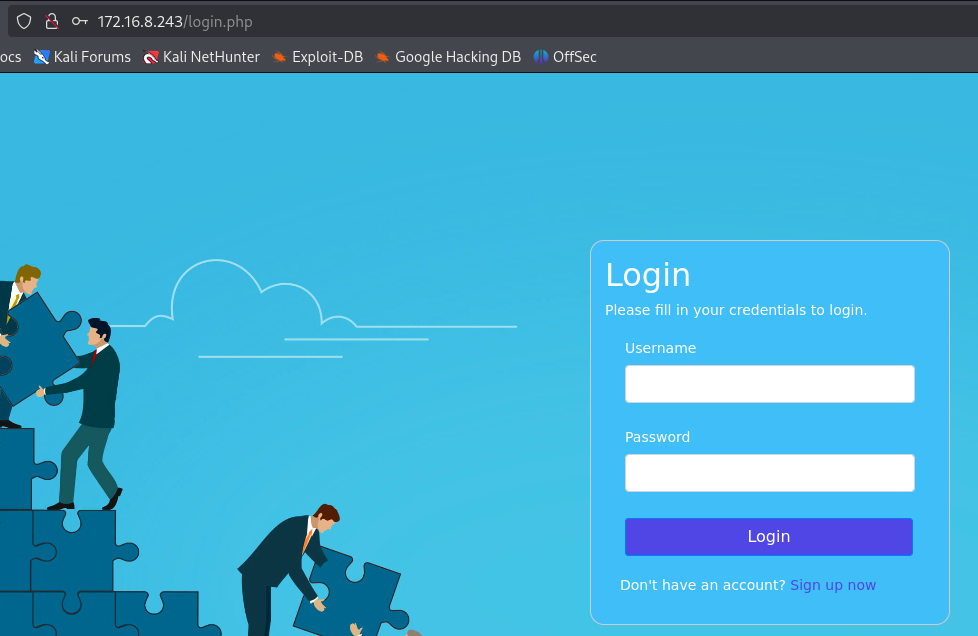 172.16.8.243/login.php
ocs Kali Forums Kali NetHunter Exploit-DB Google Hacking DB OffSec
Login
Please fill in your credentials to login.
Username
Password
Login
Don't have an account? Sign up now